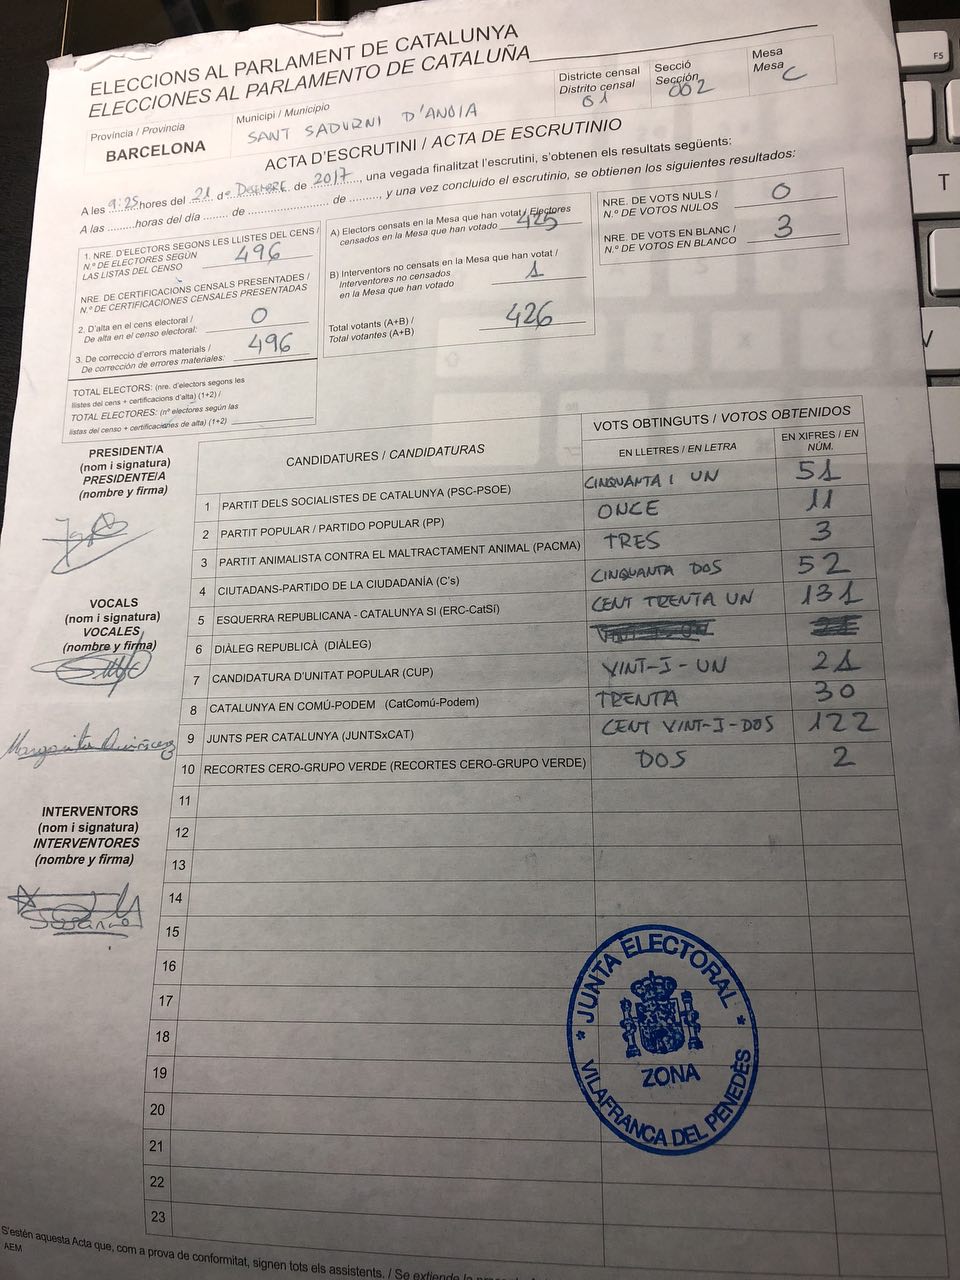 ELECCIONS AL PARLAMENT DE CATALUNYA
ELECCIONES AL PARLAMENTO DE CATALUÑA
Província / Provincia
BARCELONA
Municipi / Municipio
SANT SADURNI D'ANOIA
Districte censal
Distrito censal
01
Secció
Sección
002
Mesa
Mesa
C
ACTA D'ESCRUTINI / ACTA DE ESCRUTINIO
A les 9:25 hores del 21 de DESEMBRE de 2017, una vegada finalitzat l'escrutini, s'obtenen els resultats següents:
A las ......... horas del día ........ de ........................ de ........, y una vez concluido el escrutinio, se obtienen los siguientes resultados:
1. NRE. D'ELECTORS SEGONS LES LLISTES DEL CENS /
N.º DE ELECTORES SEGÚN
LAS LISTAS DEL CENSO 496
NRE. DE CERTIFICACIONS CENSALS PRESENTADES /
N.º DE CERTIFICACIONES CENSALES PRESENTADAS
2. D'alta en el cens electoral /
De alta en el censo electoral: 0
3. De correcció d'errors materials /
De corrección de errores materiales: 496
TOTAL ELECTORS: (nre. d'electors segons les
llistes del cens + certificacions d'alta) (1+2) /
TOTAL ELECTORES: (nº electores según las
listas del censo + certificaciones de alta) (1+2)
A) Electors censats en la Mesa que han votat / Electores
censados en la Mesa que han votado 425
B) Interventors no censats en la Mesa que han votat /
Interventores no censados
en la Mesa que han votado 1
Total votants (A+B) /
Total votantes (A+B) 426
NRE. DE VOTS NULS /
N.º DE VOTOS NULOS 0
NRE. DE VOTS EN BLANC /
N.º DE VOTOS EN BLANCO 3
PRESIDENT/A
(nom i signatura)
PRESIDENTE/A
(nombre y firma)
VOCALS
(nom i signatura)
VOCALES
(nombre y firma)
Margarita
INTERVENTORS
(nom i signatura)
INTERVENTORES
(nombre y firma)
CANDIDATURES / CANDIDATURAS
VOTS OBTINGUTS / VOTOS OBTENIDOS
EN LLETRES / EN LETRA
EN XIFRES / EN NÚM.
1 PARTIT DELS SOCIALISTES DE CATALUNYA (PSC-PSOE) CINQUANTA I UN 51
2 PARTIT POPULAR / PARTIDO POPULAR (PP) ONCE 11
3 PARTIT ANIMALISTA CONTRA EL MALTRACTAMENT ANIMAL (PACMA) TRES 3
4 CIUTADANS-PARTIDO DE LA CIUDADANÍA (C's) CINQUANTA DOS 52
5 ESQUERRA REPUBLICANA - CATALUNYA SI (ERC-CatSí) CENT TRENTA UN 131
6 DIÀLEG REPUBLICÀ (DIÀLEG)
7 CANDIDATURA D'UNITAT POPULAR (CUP) VINT-I-UN 21
8 CATALUNYA EN COMÚ-PODEM (CatComú-Podem) TRENTA 30
9 JUNTS PER CATALUNYA (JUNTSxCAT) CENT VINT-I-DOS 122
10 RECORTES CERO-GRUPO VERDE (RECORTES CERO-GRUPO VERDE) DOS 2
11
12
13
14
15
16
17
18
19
20
21
22
23
* JUNTA ELECTORAL *
ZONA
VILAFRANCA DEL PENEDÈS
S'estén aquesta Acta que, com a prova de conformitat, signen tots els assistents. / Se extiende la
AEM
F5
T
V